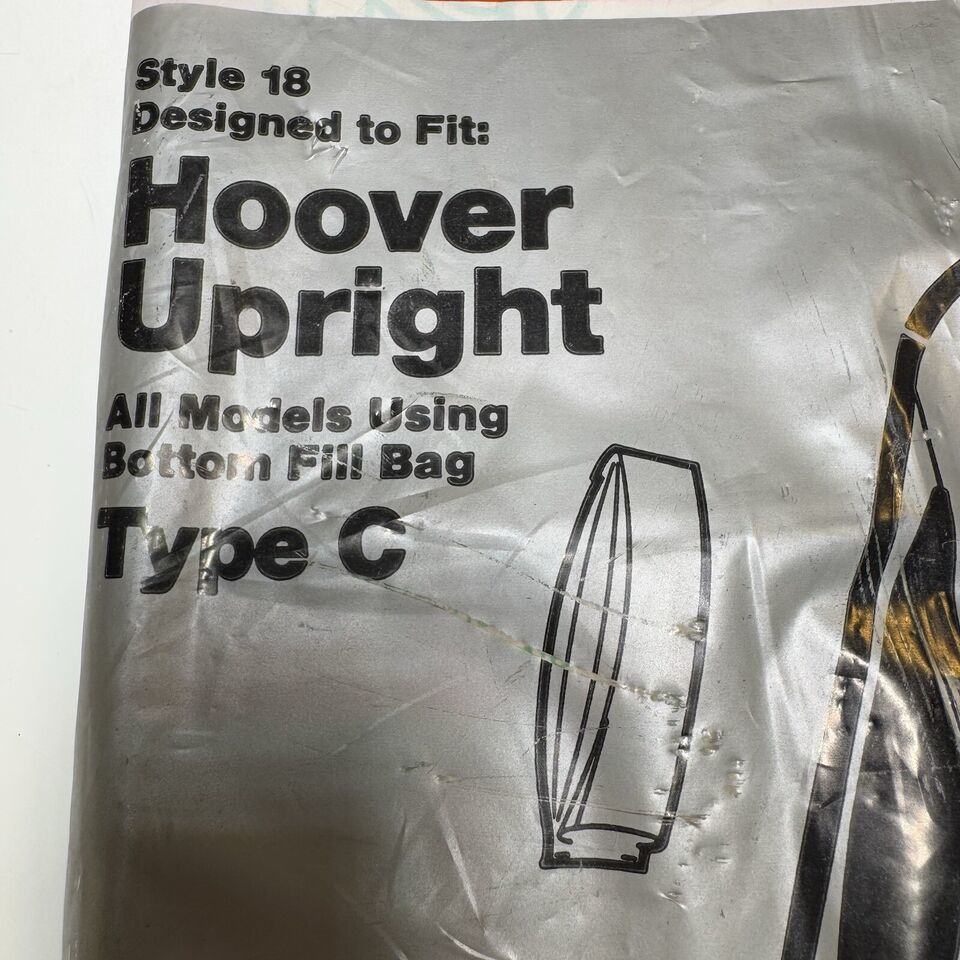 Style 18
Designed to Fit:
Hoover
Upright
All Models Using
Bottom Fill Bag
Type C